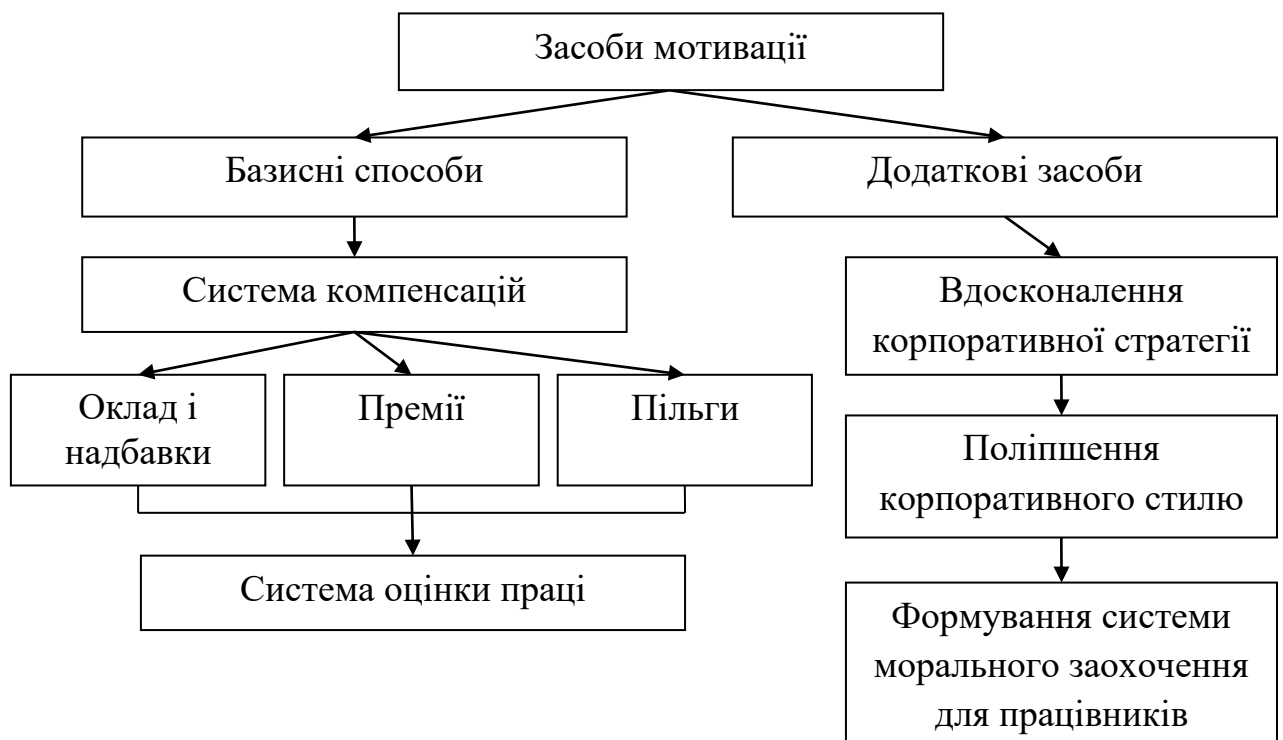 Засоби мотивації
Базисні способи
Додаткові засоби
Система компенсацій
Вдосконалення
корпоративної стратегії
Оклад і
надбавки
Премії
Пільги
Поліпшення
корпоративного стилю
Система оцінки праці
Формування системи
морального заохочення
для працівників